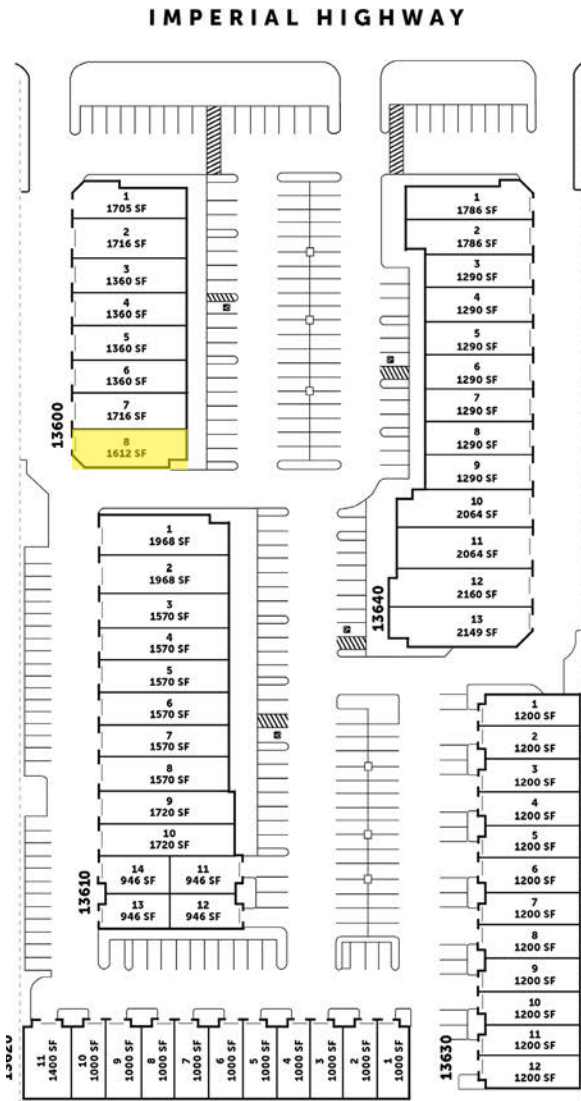 IMPERIAL HIGHWAY
13600
1
1705 SF
2
1716 SF
3
1360 SF
4
1360 SF
5
1360 SF
6
1360 SF
7
1716 SF
8
1612 SF
13640
1
1786 SF
2
1786 SF
3
1290 SF
4
1290 SF
5
1290 SF
6
1290 SF
7
1290 SF
8
1290 SF
9
1290 SF
10
2064 SF
11
2064 SF
12
2160 SF
13
2149 SF
13610
1
1968 SF
2
1968 SF
3
1570 SF
4
1570 SF
5
1570 SF
6
1570 SF
7
1570 SF
8
1570 SF
9
1720 SF
10
1720 SF
14
946 SF
11
946 SF
13
946 SF
12
946 SF
13630
1
1200 SF
2
1200 SF
3
1200 SF
4
1200 SF
5
1200 SF
6
1200 SF
7
1200 SF
8
1200 SF
9
1200 SF
10
1200 SF
11
1200 SF
12
1200 SF
13620
11
1400 SF
10
1000 SF
9
1000 SF
8
1000 SF
7
1000 SF
6
1000 SF
5
1000 SF
4
1000 SF
3
1000 SF
2
1000 SF
1
1000 SF